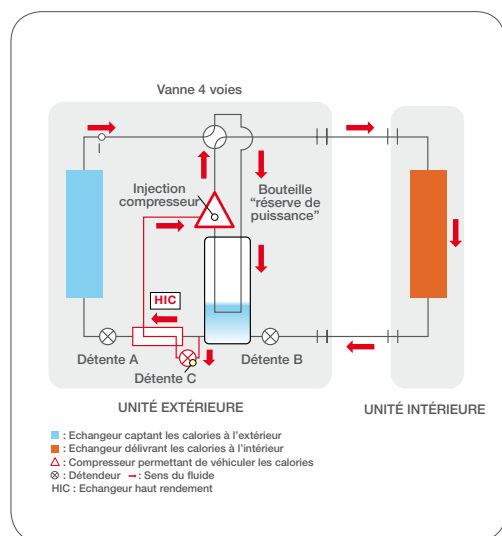 Vanne 4 voies
Injection
compresseur
Bouteille
“réserve de
puissance”
HIC
Détente A
Détente B
Détente C
UNITÉ EXTÉRIEURE
UNITÉ INTÉRIEURE
: Echangeur captant les calories à l’extérieur
: Echangeur délivrant les calories à l’intérieur
: Compresseur permettant de véhiculer les calories
: Détendeur : Sens du fluide
HIC : Echangeur haut rendement